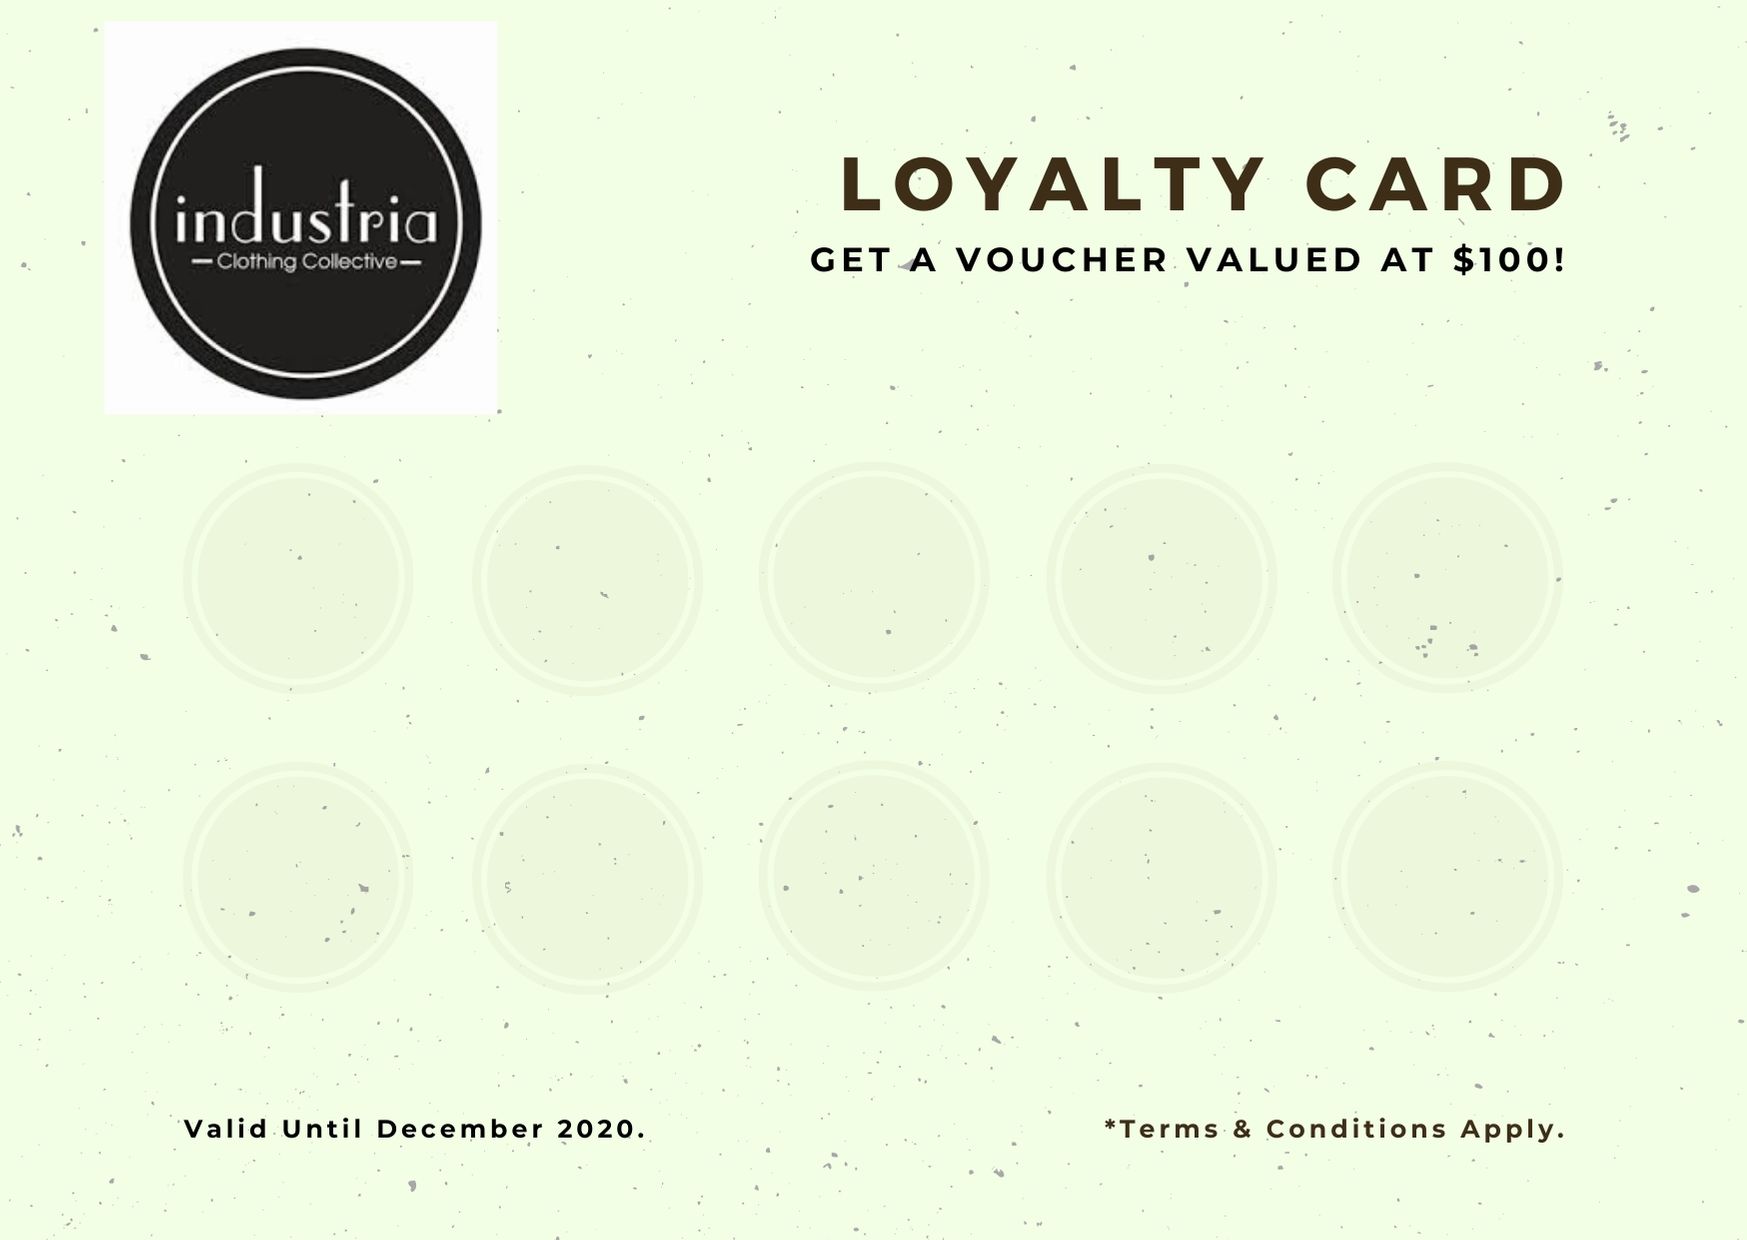 industria
Clothing Collective
LOYALTY CARD
GET A VOUCHER VALUED AT $100!
Valid Until December 2020.
*Terms & Conditions Apply.